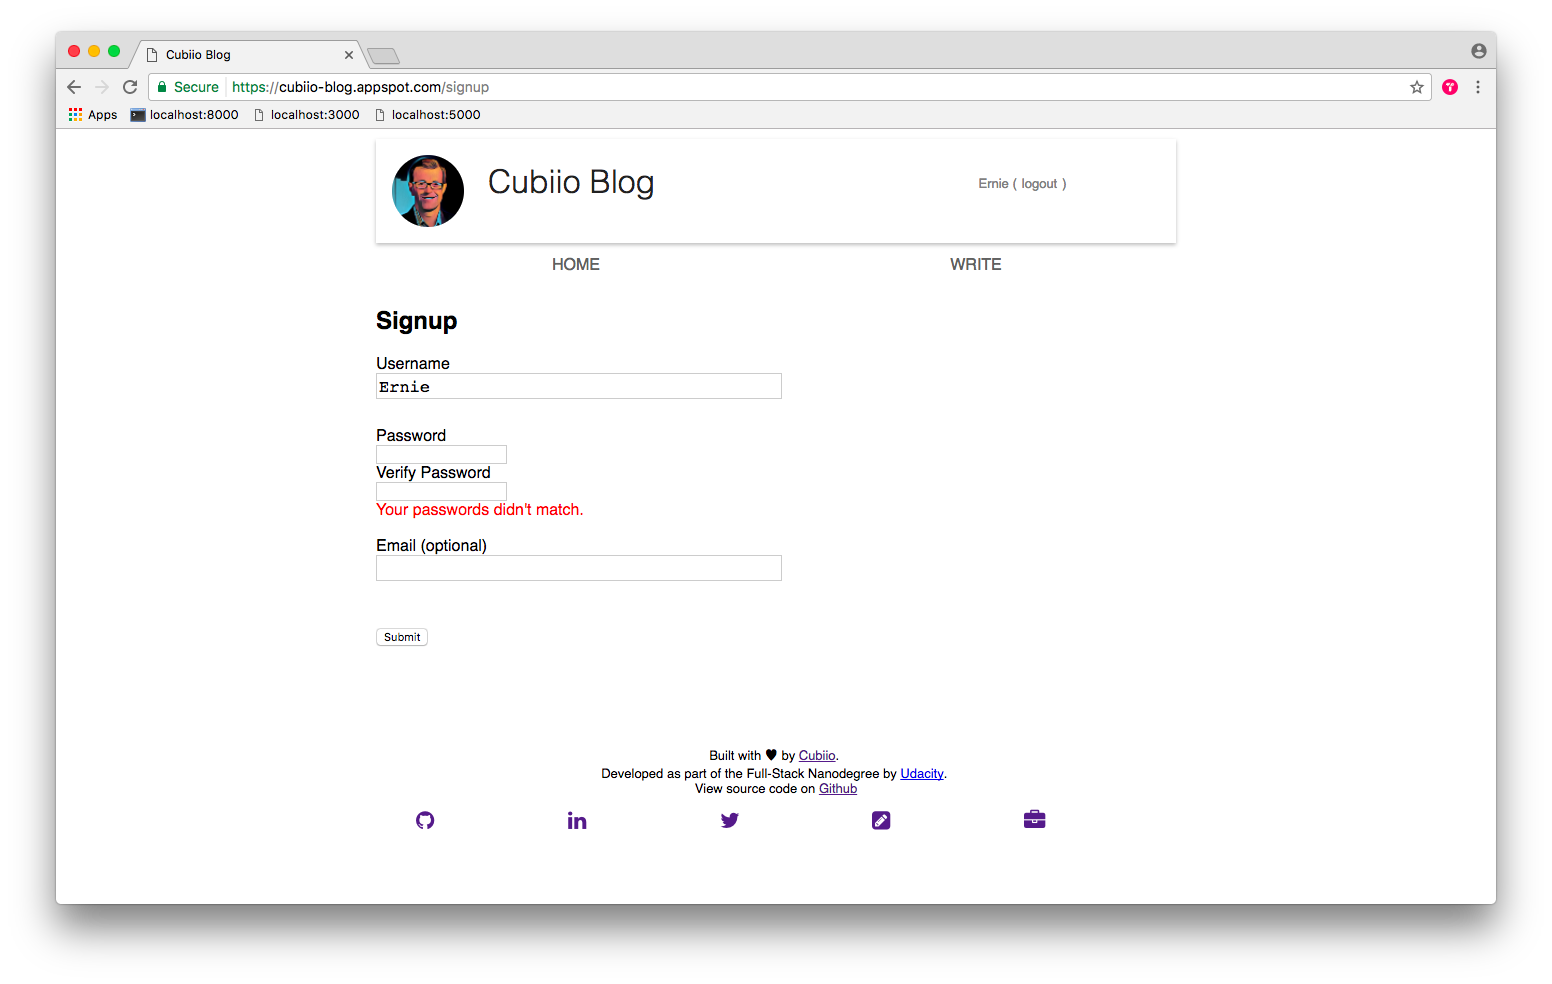 Cubiio Blog
Secure https://cubiio-blog.appspot.com/signup
Apps localhost:8000 localhost:3000 localhost:5000
Cubiio Blog
Ernie ( logout )
HOME WRITE
Signup
Username
Ernie
Password
Verify Password
Your passwords didn't match.
Email (optional)
Submit
Built with ♥ by Cubiio.
Developed as part of the Full-Stack Nanodegree by Udacity.
View source code on Github
in